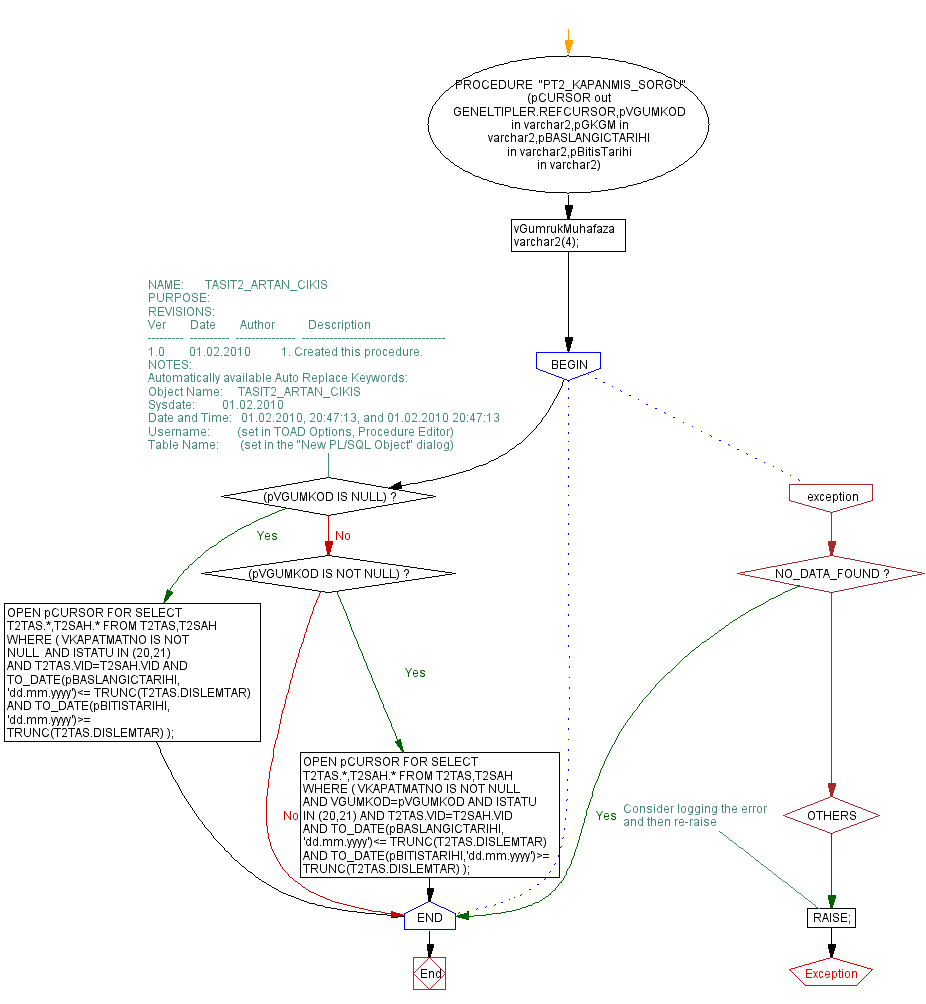 PROCEDURE "PT2_KAPANMIS_SORGU"
(pCURSOR out
GENELTIPLER.REFCURSOR,pVGUMKOD
in varchar2,pGKGM in
varchar2,pBASLANGICTARIHI
in varchar2,pBitisTarihi
in varchar2)
vGumrukMuhafaza
varchar2(4);
NAME: TASIT2_ARTAN_CIKIS
PURPOSE:
REVISIONS:
Ver Date Author Description
--------- ---------- --------------- ------------------------------------
1.0 01.02.2010 1. Created this procedure.
NOTES:
Automatically available Auto Replace Keywords:
Object Name: TASIT2_ARTAN_CIKIS
Sysdate: 01.02.2010
Date and Time: 01.02.2010, 20:47:13, and 01.02.2010 20:47:13
Username: (set in TOAD Options, Procedure Editor)
Table Name: (set in the "New PL/SQL Object" dialog)
BEGIN
(pVGUMKOD IS NULL) ?
Yes
No
(pVGUMKOD IS NOT NULL) ?
OPEN pCURSOR FOR SELECT
T2TAS.*,T2SAH.* FROM T2TAS,T2SAH
WHERE ( VKAPATMATNO IS NOT
NULL AND ISTATU IN (20,21)
AND T2TAS.VID=T2SAH.VID AND
TO_DATE(pBASLANGICTARIHI,
'dd.mm.yyyy')<= TRUNC(T2TAS.DISLEMTAR)
AND TO_DATE(pBITISTARIHI,
'dd.mm.yyyy')>=
TRUNC(T2TAS.DISLEMTAR) );
Yes
No
OPEN pCURSOR FOR SELECT
T2TAS.*,T2SAH.* FROM T2TAS,T2SAH
WHERE ( VKAPATMATNO IS NOT NULL
AND VGUMKOD=pVGUMKOD AND ISTATU
IN (20,21) AND T2TAS.VID=T2SAH.VID
AND TO_DATE(pBASLANGICTARIHI,
'dd.mm.yyyy')<= TRUNC(T2TAS.DISLEMTAR)
AND TO_DATE(pBITISTARIHI,'dd.mm.yyyy')>=
TRUNC(T2TAS.DISLEMTAR) );
exception
NO_DATA_FOUND ?
Yes
OTHERS
Consider logging the error
and then re-raise
RAISE;
Exception
END
End